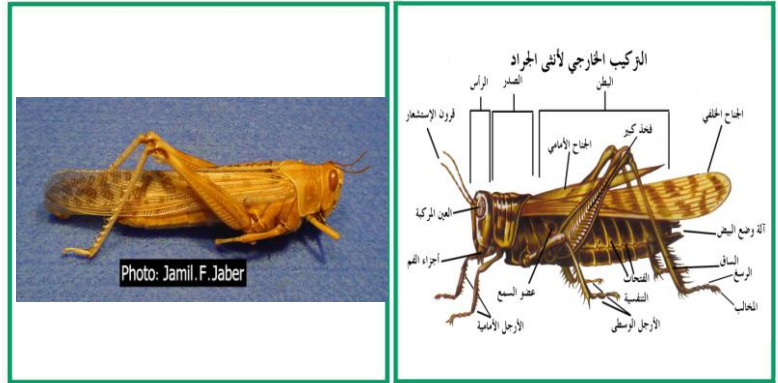 Photo: Jamil.F.Jaber
التركيب الخارجي لأنثى الجراد
البطن
الصدر
الرأس
قرون الإستشعار
فخذ كبير
الجناح الخلفي
الجناح الأمامي
العين المركبة
آلة وضع البيض
أجزاء الفم
الساق
الرسغ
الفتحات
التنفسية
عضو السمع
المخالب
الأرجل الوسطى
الأرجل الأمامية